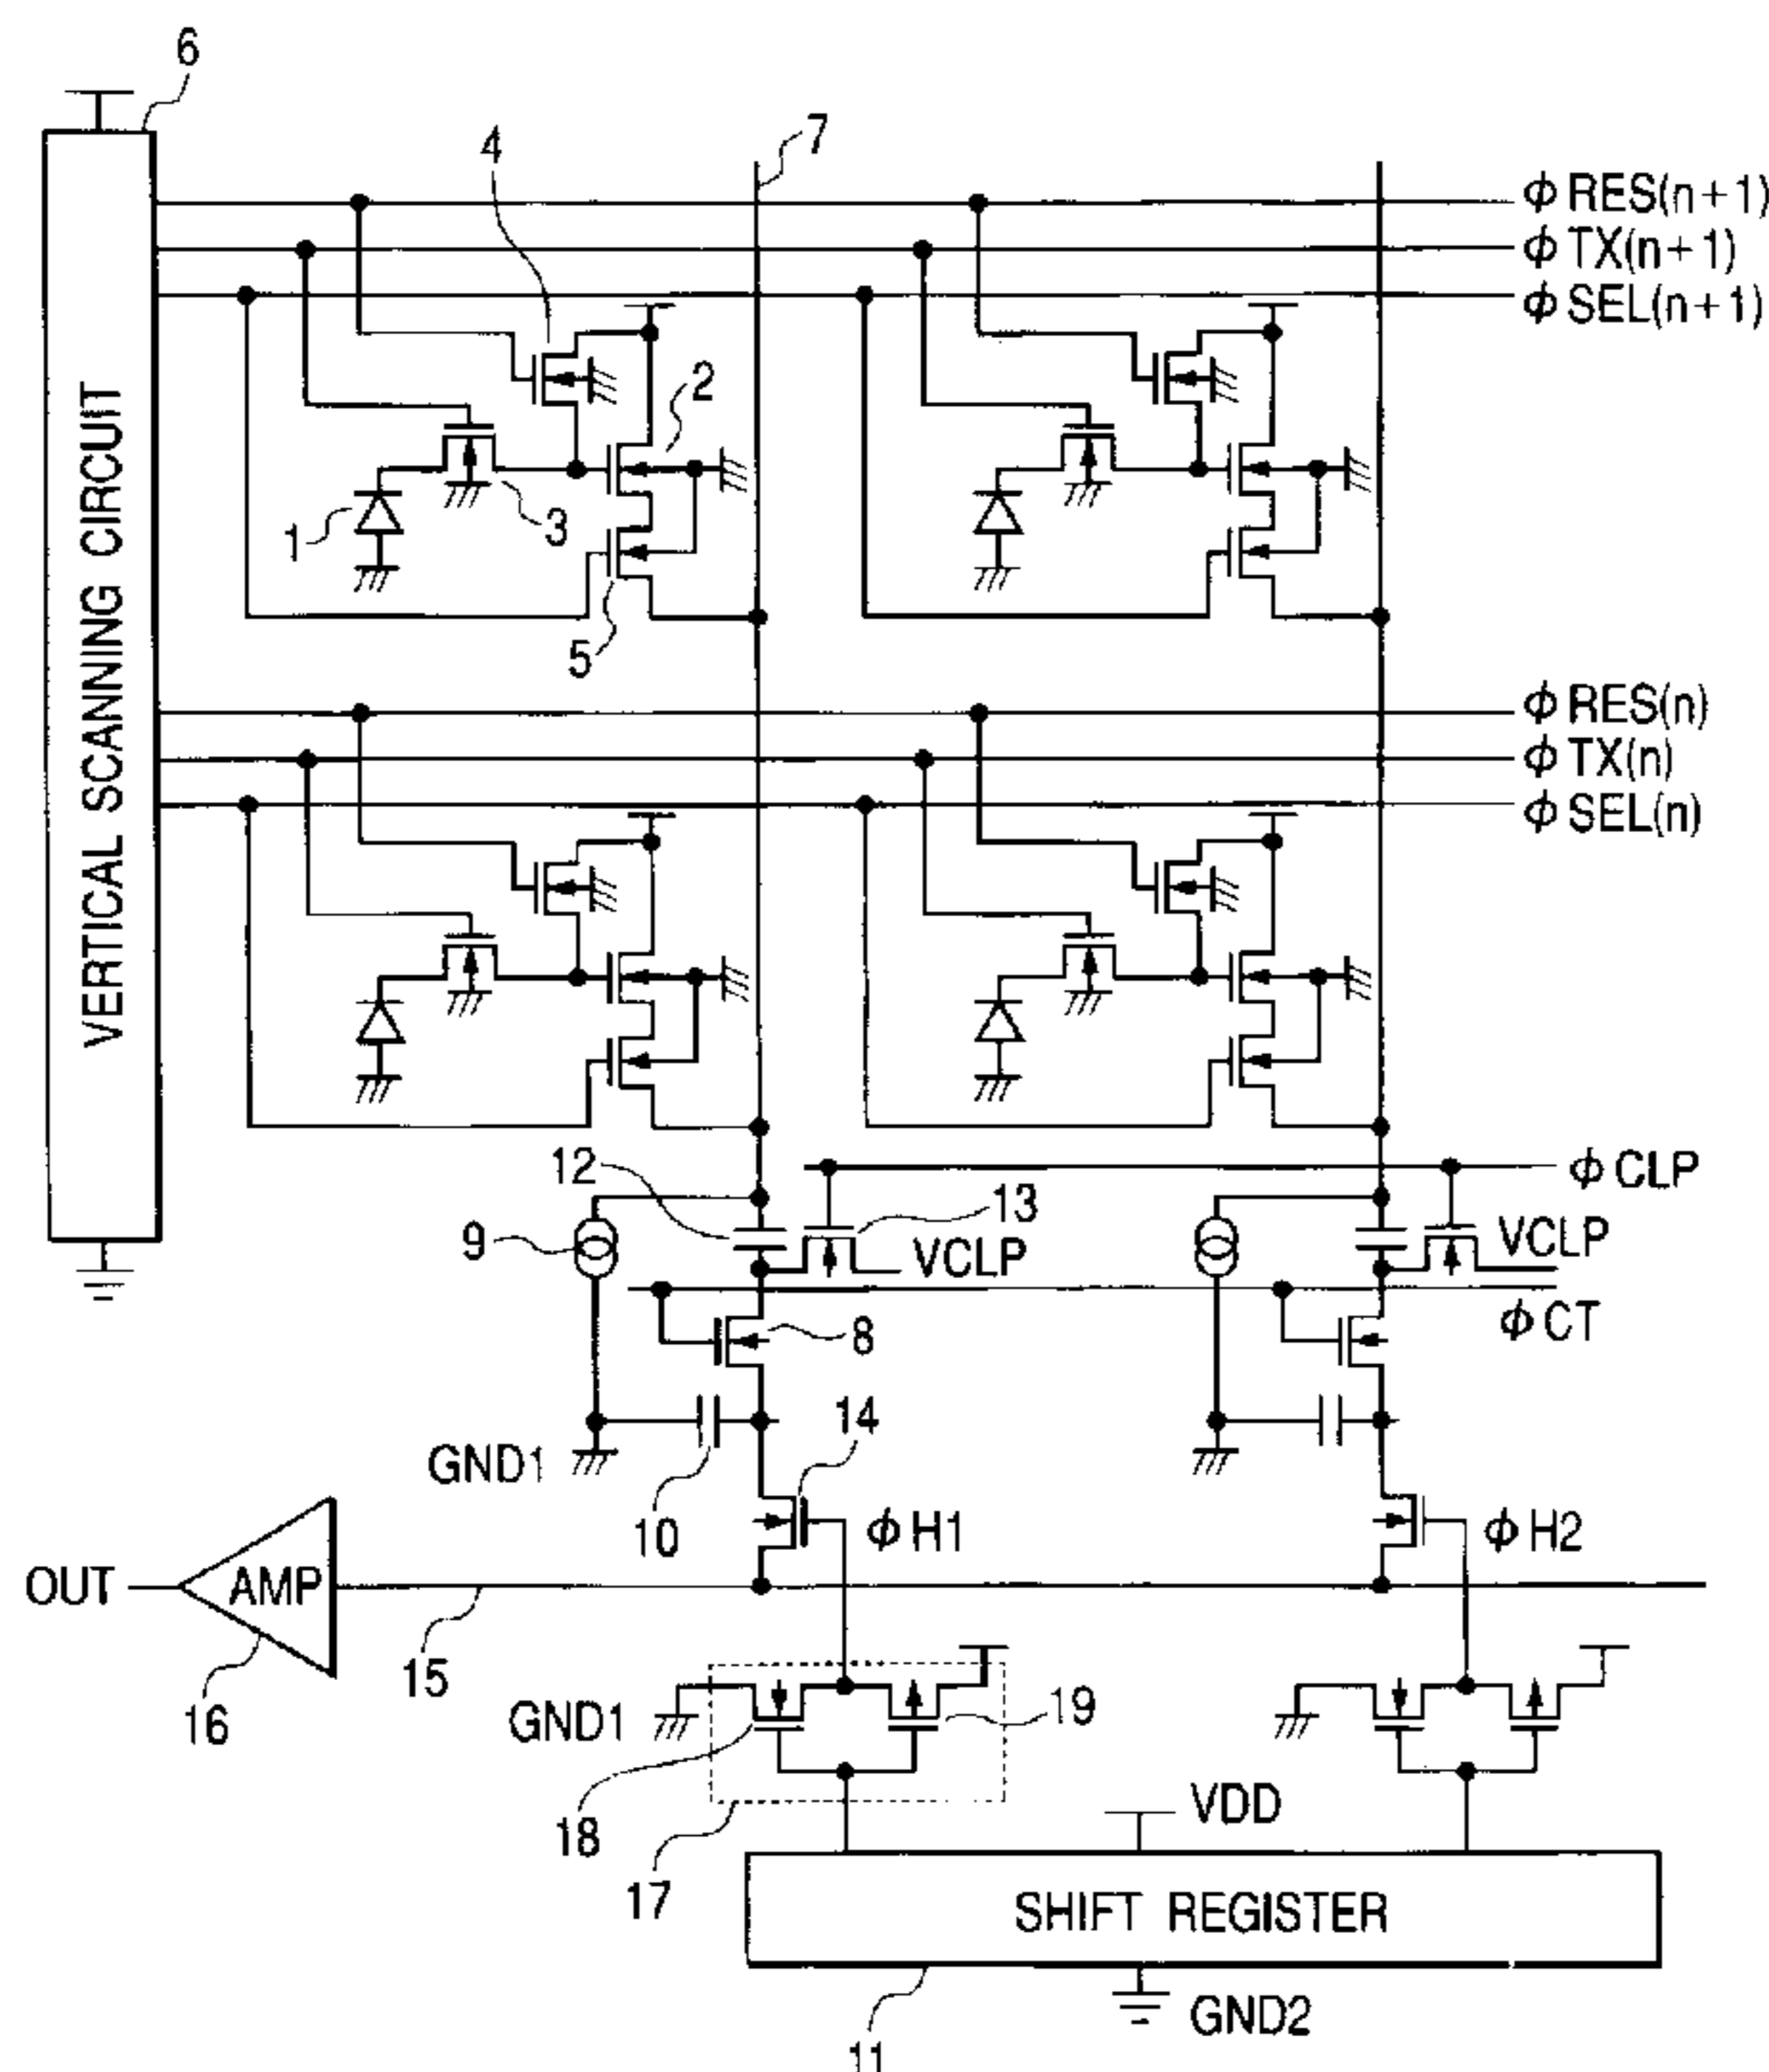 6
4
7
φRES(n+1)
φTX(n+1)
φSEL(n+1)
2
1
3
5
VERTICAL SCANNING CIRCUIT
φRES(n)
φTX(n)
φSEL(n)
12
φCLP
13
9
VCLP
VCLP
8
φCT
14
GND1
10
φH1
φH2
OUT
AMP
15
16
GND1
19
18
VDD
17
SHIFT REGISTER
GND2
11